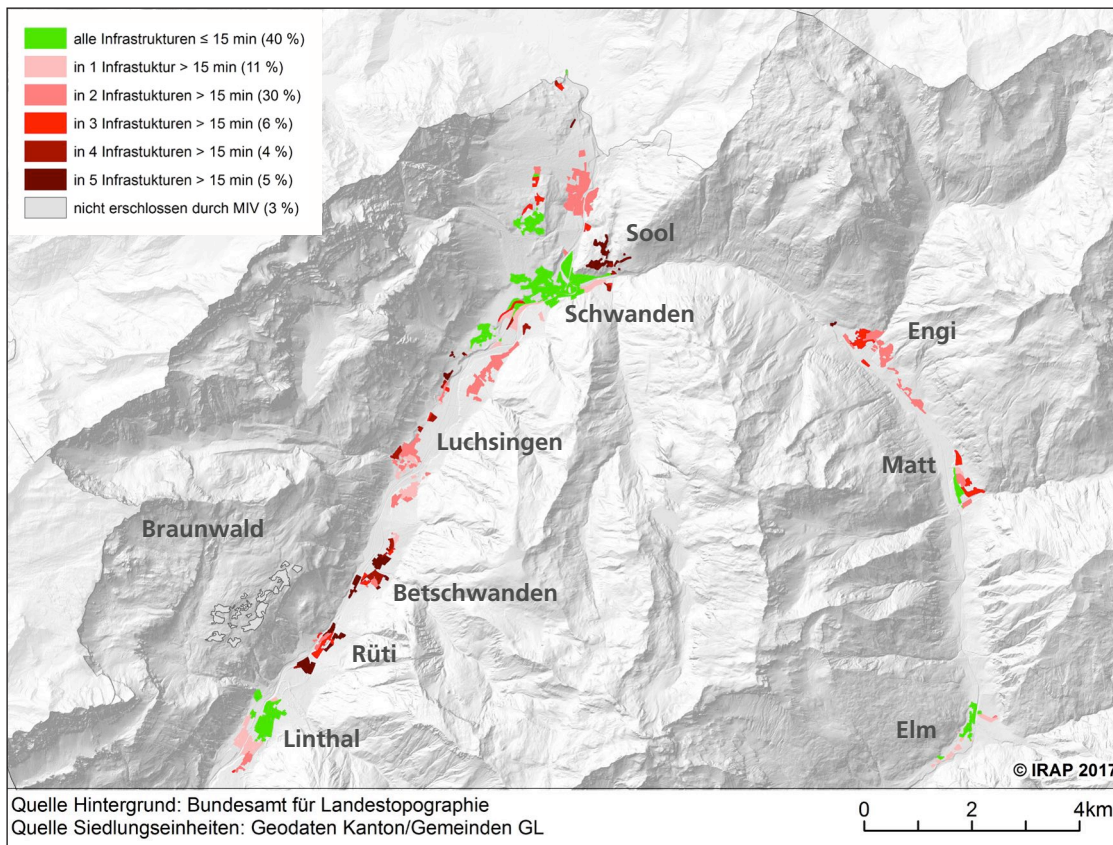 alle Infrastrukturen ≤ 15 min (40 %)
in 1 Infrastuktur > 15 min (11 %)
in 2 Infrastukturen > 15 min (30 %)
in 3 Infrastukturen > 15 min (6 %)
in 4 Infrastukturen > 15 min (4 %)
in 5 Infrastukturen > 15 min (5 %)
nicht erschlossen durch MIV (3 %)
Sool
Schwanden
Engi
Luchsingen
Matt
Braunwald
Betschwanden
Rüti
Elm
Linthal
© IRAP 2017
Quelle Hintergrund: Bundesamt für Landestopographie
Quelle Siedlungseinheiten: Geodaten Kanton/Gemeinden GL
0 2 4km